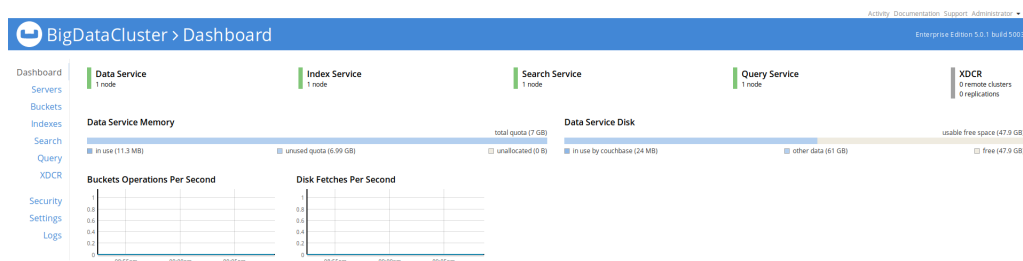 Activity Documentation Support Administrator
BigDataCluster > Dashboard
Enterprise Edition 5.0.1 build 5003
Dashboard
Servers
Buckets
Indexes
Search
Query
XDCR
Security
Settings
Logs
Data Service
1 node
Index Service
1 node
Search Service
1 node
Query Service
1 node
XDCR
0 remote clusters
0 replications
Data Service Memory
total quota (7 GB)
in use (11.3 MB) unused quota (6.99 GB) unallocated (0 B)
Data Service Disk
usable free space (47.9 GB
in use by couchbase (24 MB) other data (61 GB) free (47.9 GB
Buckets Operations Per Second
1
0.8
0.6
0.4
0.2
0
Disk Fetches Per Second
1
0.8
0.6
0.4
0.2
0